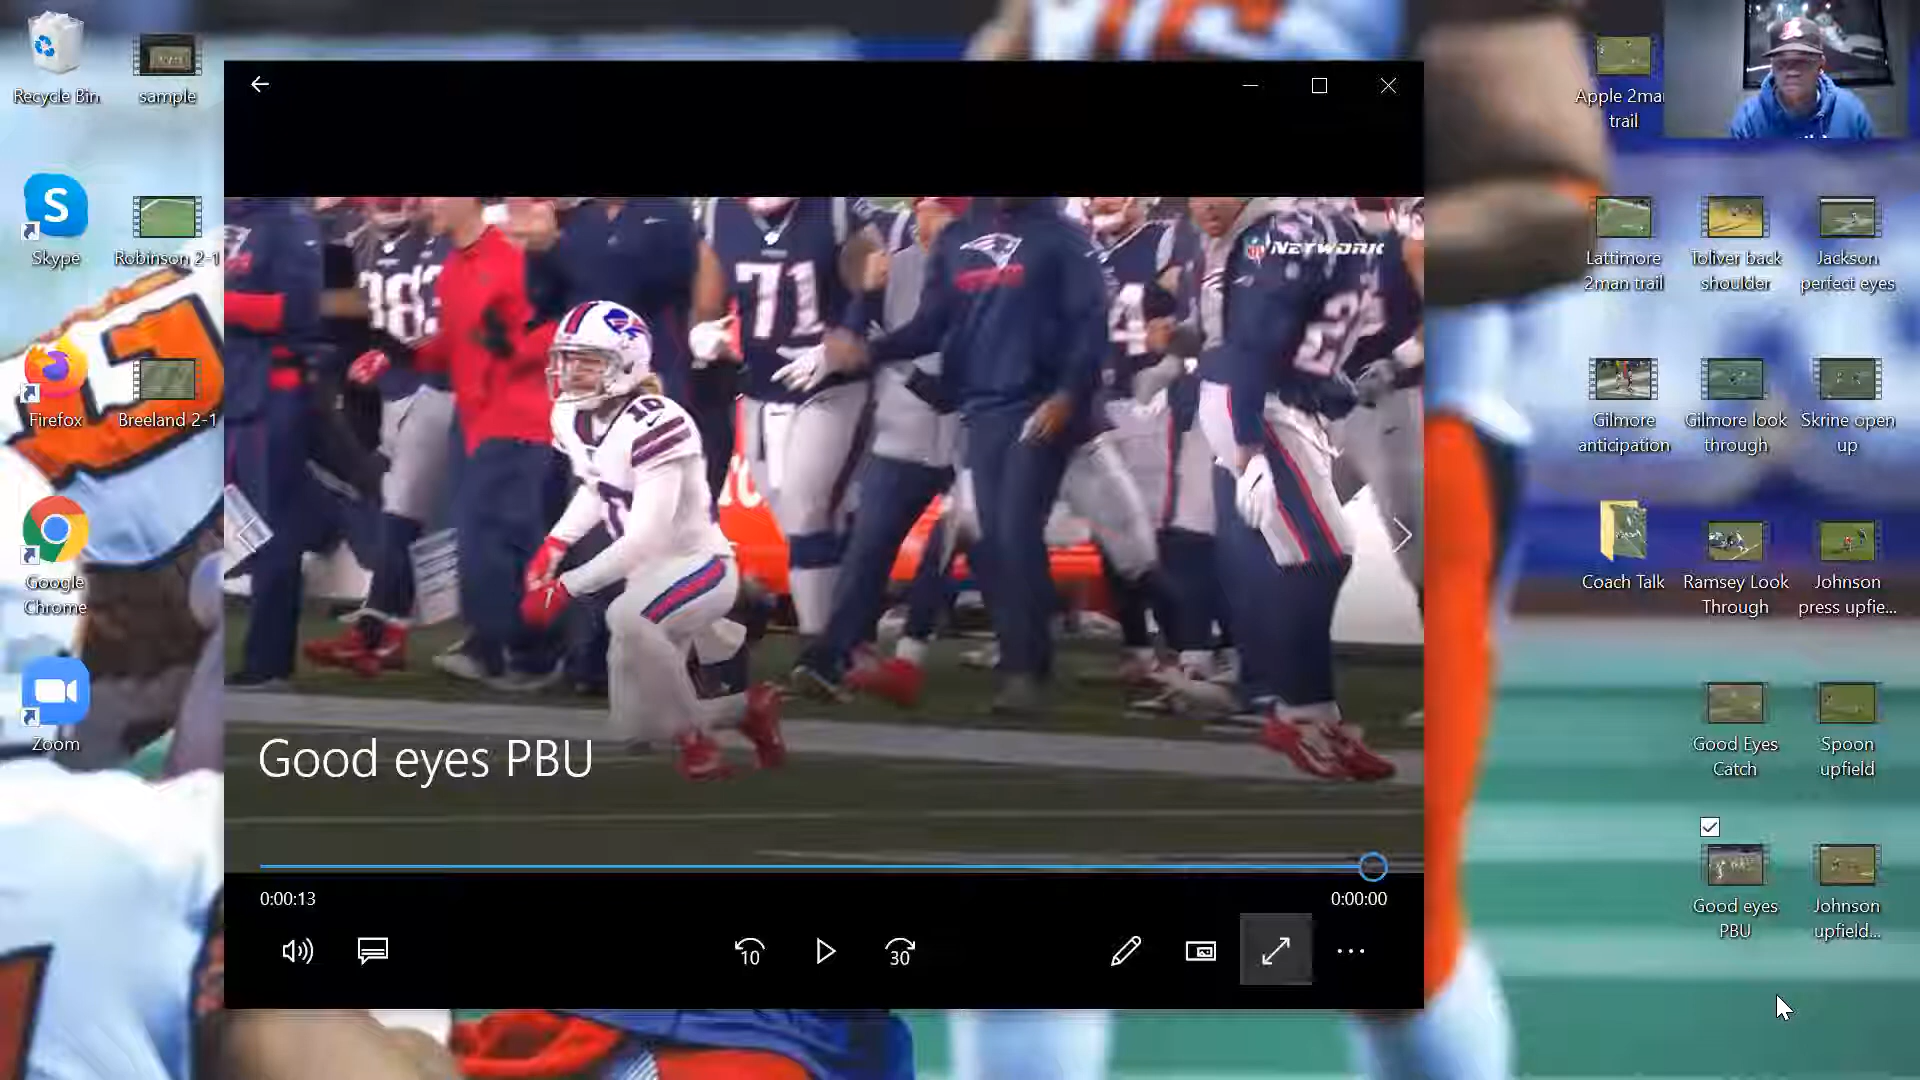 Recycle Bin
sample
Skype
Robinson 2-1
Firefox
Breeland 2-1
Google
Chrome
Zoom
NETWORK
71
10
Good eyes PBU
0:00:13
0:00:00
10
30
Apple 2ma
trail
Lattimore
2man trail
Toliver back
shoulder
Jackson
perfect eyes
Gilmore
anticipation
Gilmore look
through
Skrine open
up
Coach Talk
Ramsey Look
Through
Johnson
press upfie...
Good Eyes
Catch
Spoon
upfield
Good eyes
PBU
Johnson
upfield...